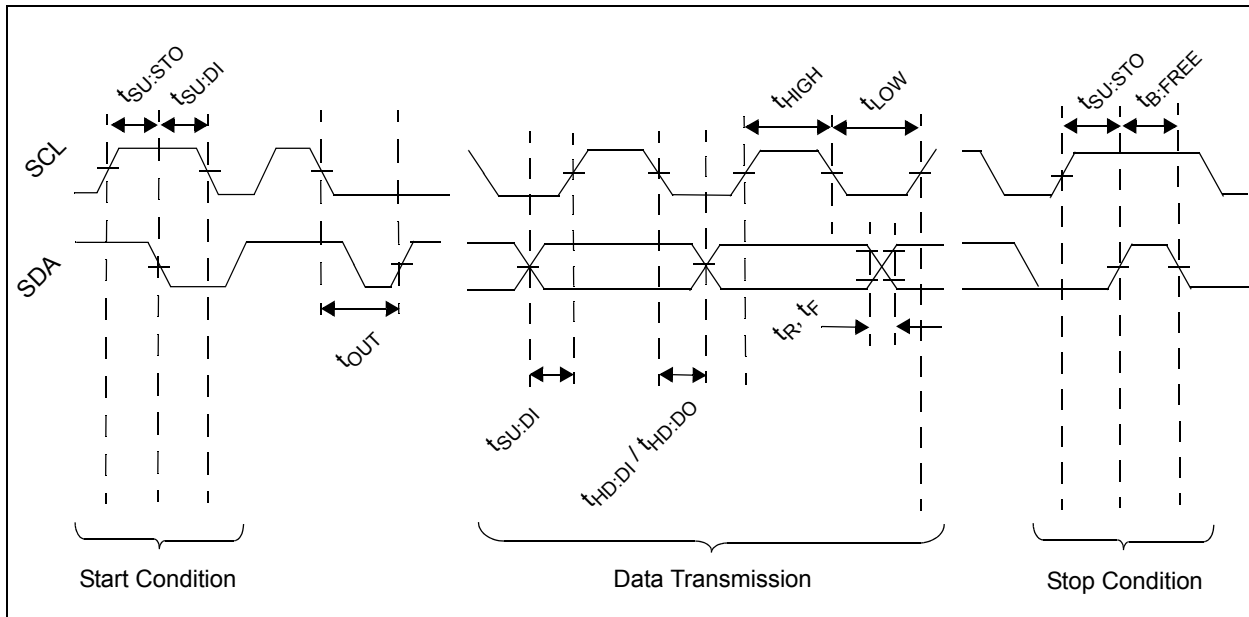 tSU:STO
tSU:DI
tHIGH
tLOW
tSU:STO
tB:FREE
SCL
SDA
tOUT
tR, tF
tSU:DI
tHD:DI / tHD:DO
Start Condition
Data Transmission
Stop Condition